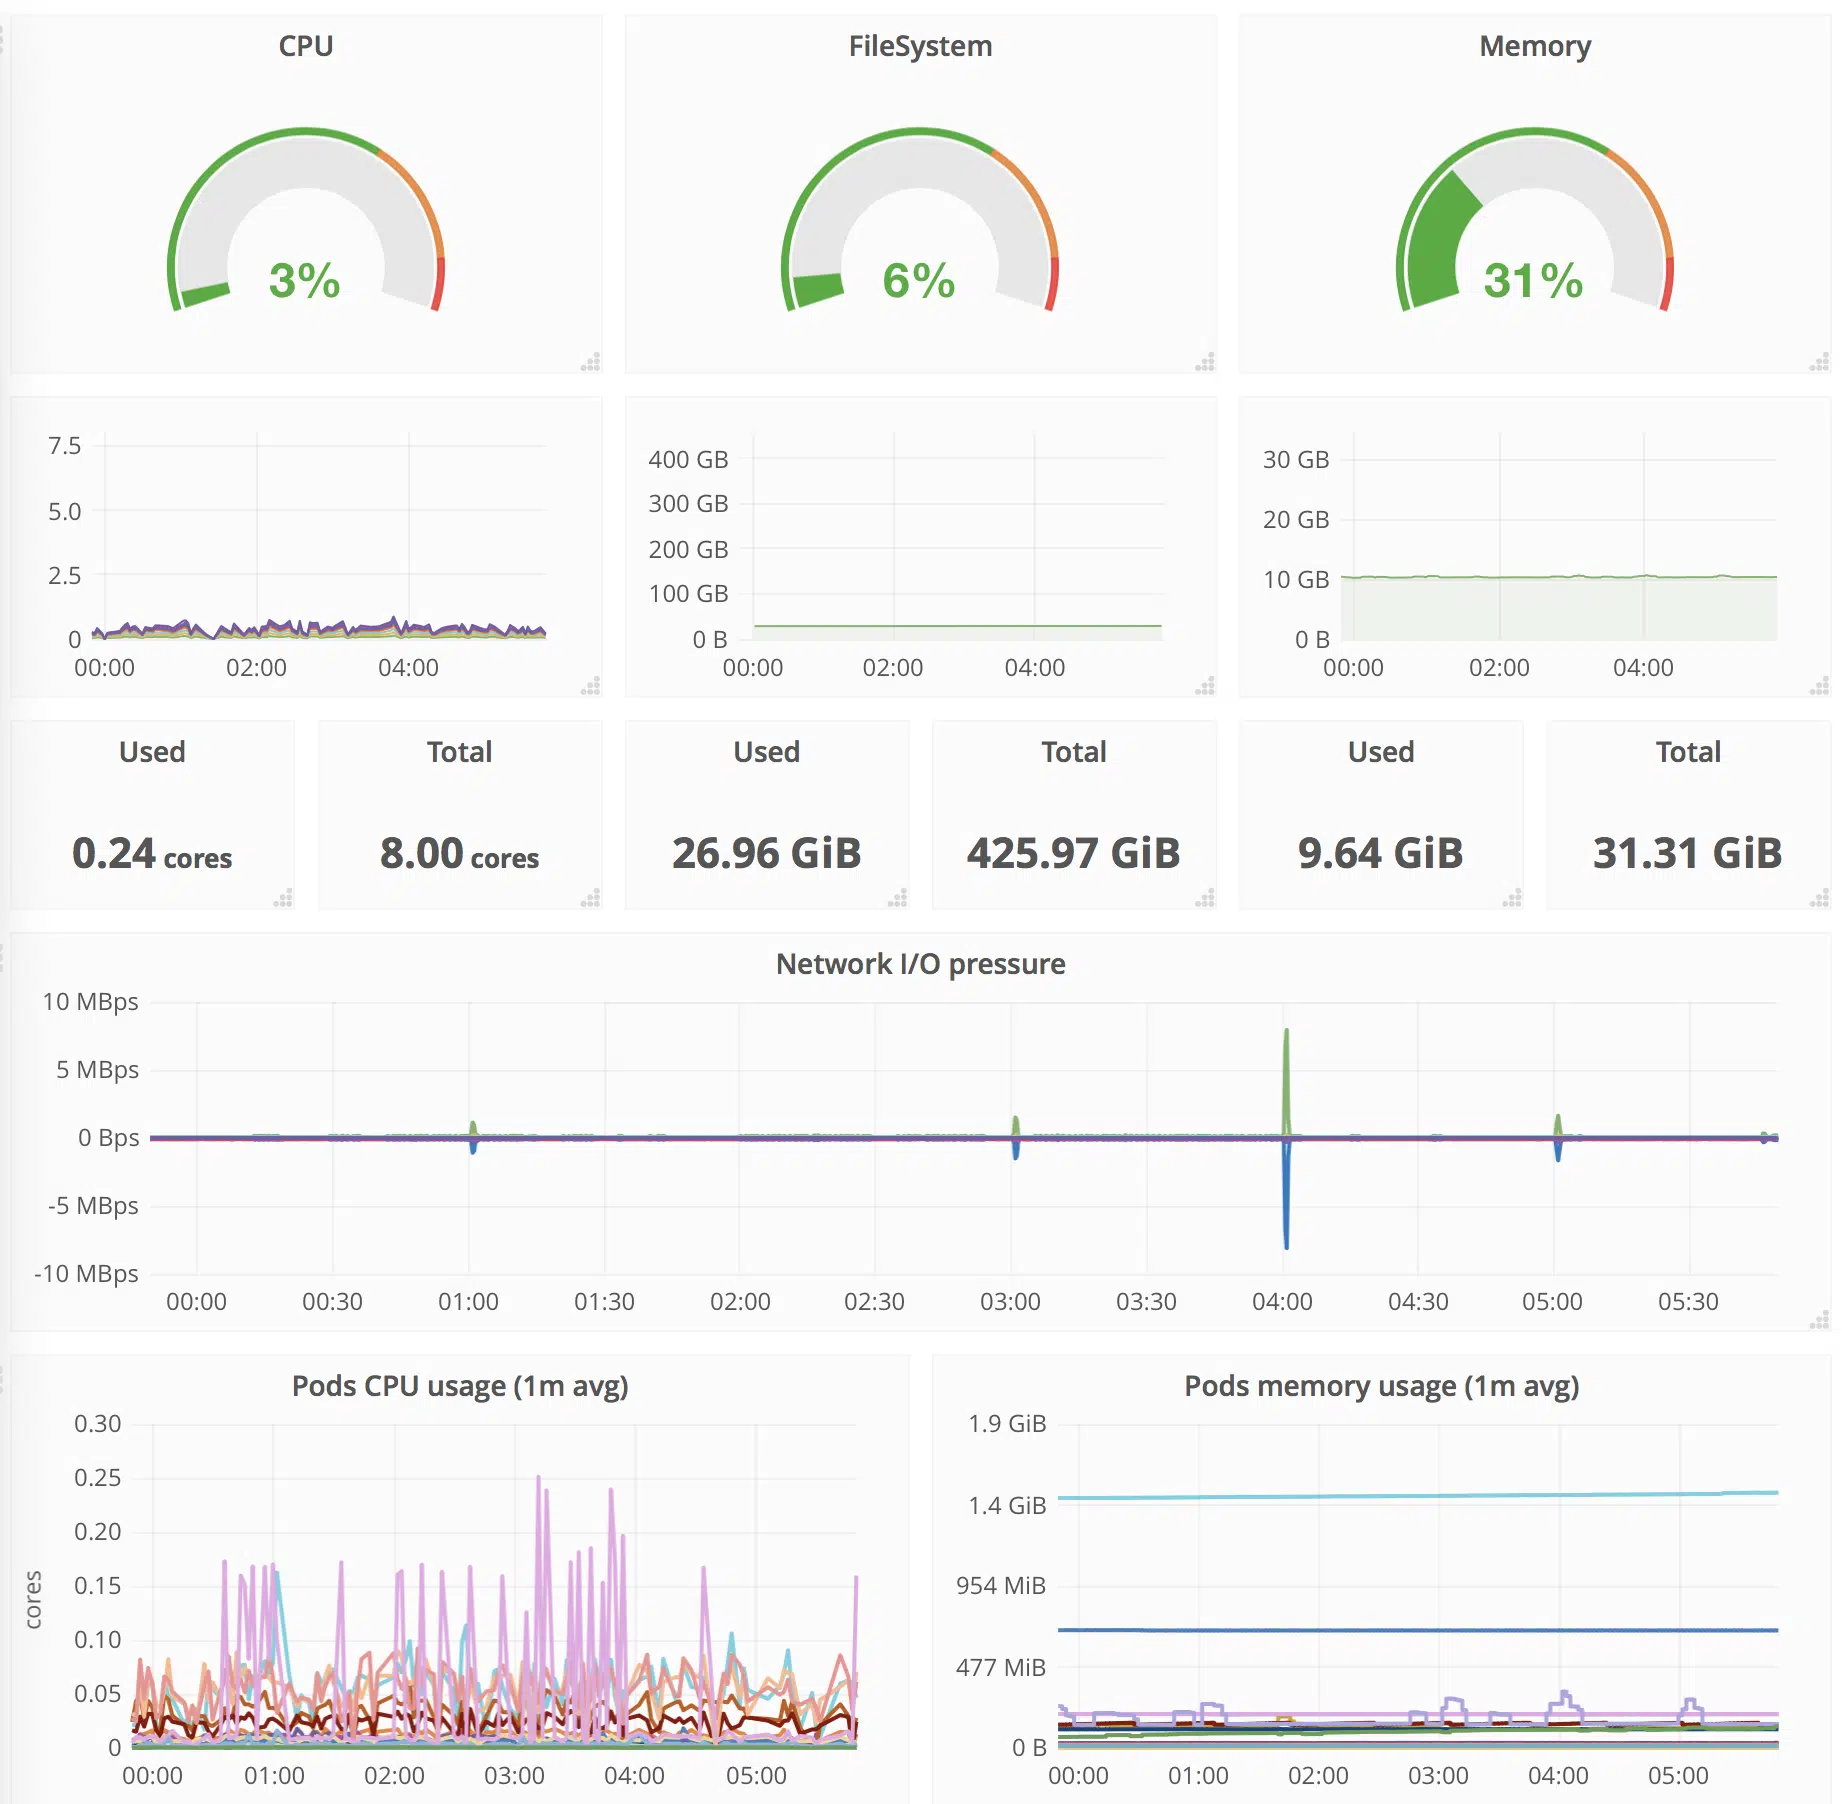 CPU
FileSystem
Memory
3%
6%
31%
7.5
5.0
2.5
0
00:00 02:00 04:00
400 GB
300 GB
200 GB
100 GB
0 B
00:00 02:00 04:00
30 GB
20 GB
10 GB
0 B
00:00 02:00 04:00
Used
0.24 cores
Total
8.00 cores
Used
26.96 GiB
Total
425.97 GiB
Used
9.64 GiB
Total
31.31 GiB
Network I/O pressure
10 MBps
5 MBps
0 Bps
-5 MBps
-10 MBps
00:00 00:30 01:00 01:30 02:00 02:30 03:00 03:30 04:00 04:30 05:00 05:30
Pods CPU usage (1m avg)
cores
0.30
0.25
0.20
0.15
0.10
0.05
0
00:00 01:00 02:00 03:00 04:00 05:00
Pods memory usage (1m avg)
1.9 GiB
1.4 GiB
954 MiB
477 MiB
0 B
00:00 01:00 02:00 03:00 04:00 05:00